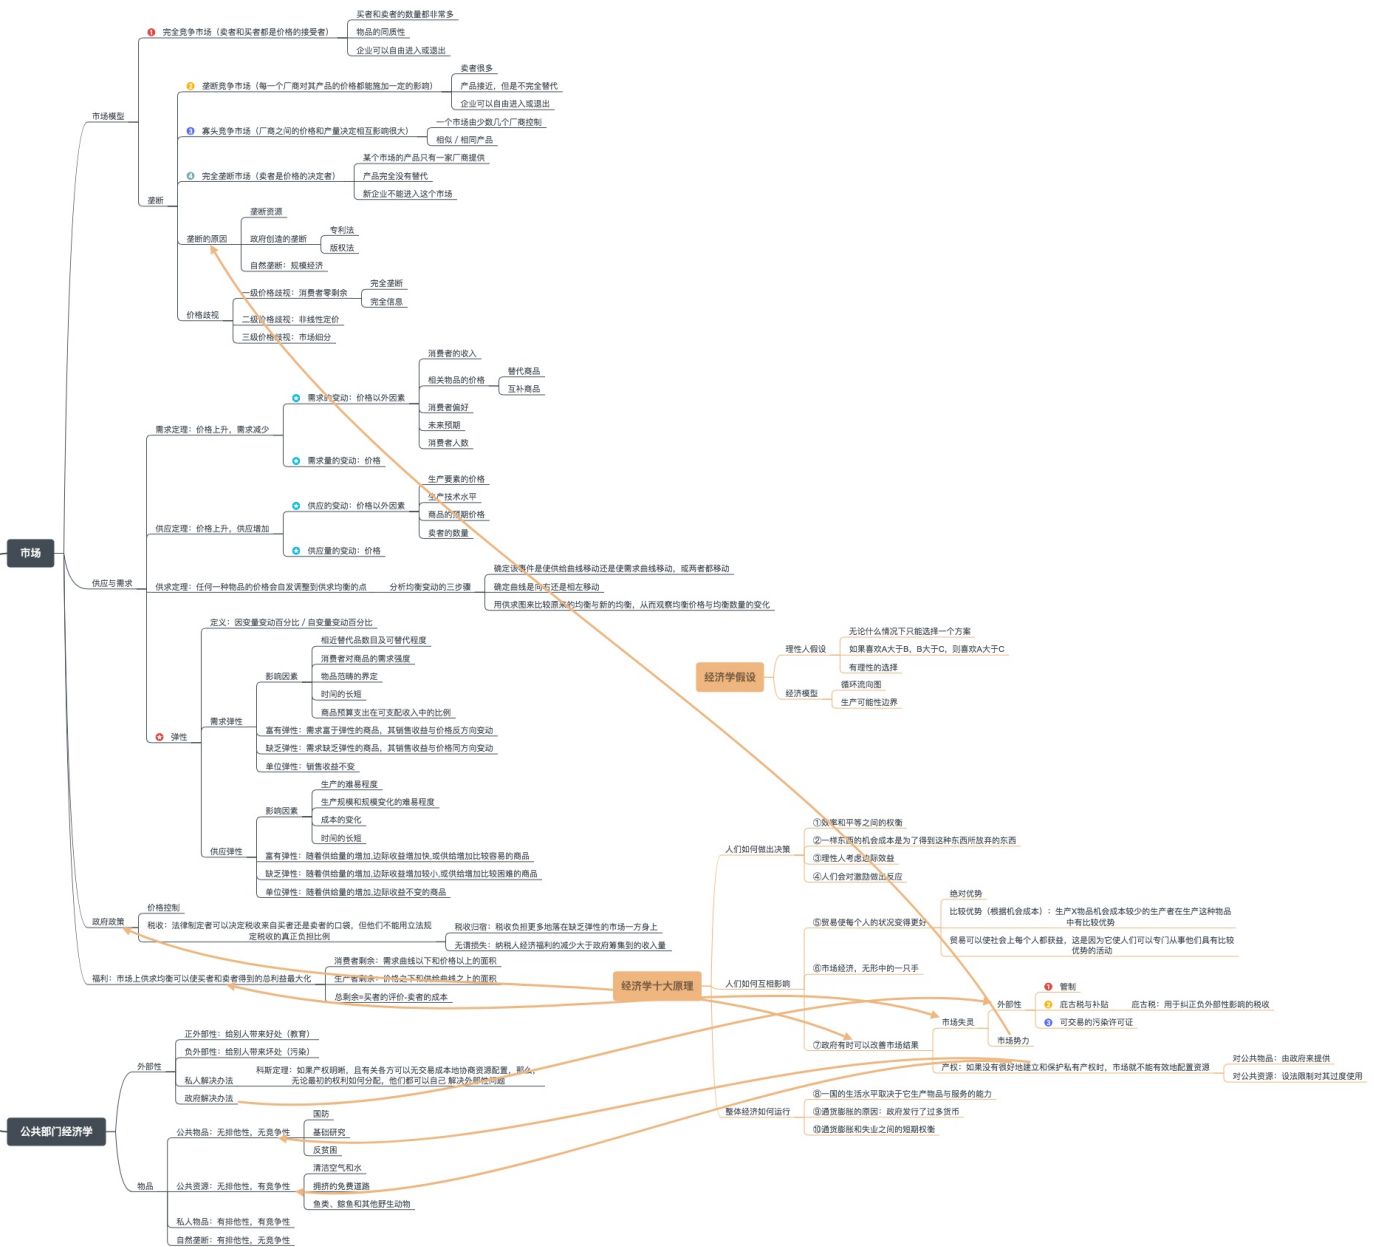 市场
市场模型
❶ 完全竞争市场（卖者和买者都是价格的接受者）
买者和卖者的数量都非常多
物品的同质性
企业可以自由进入或退出
垄断
❷ 垄断竞争市场（每一个厂商对其产品的价格都能施加一定的影响）
卖者很多
产品接近，但是不完全替代
企业可以自由进入或退出
❸ 寡头竞争市场（厂商之间的价格和产量决定相互影响很大）
一个市场由少数几个厂商控制
相似 / 相同产品
❹ 完全垄断市场（卖者是价格的决定者）
某个市场的产品只有一家厂商提供
产品完全没有替代
新企业不能进入这个市场
垄断的原因
垄断资源
政府创造的垄断
专利法
版权法
自然垄断：规模经济
价格歧视
一级价格歧视：消费者零剩余
完全垄断
完全信息
二级价格歧视：非线性定价
三级价格歧视：市场细分
供应与需求
需求定理：价格上升，需求减少
需求的变动：价格以外因素
消费者的收入
相关物品的价格
替代商品
互补商品
消费者偏好
未来预期
消费者人数
需求量的变动：价格
供应定理：价格上升，供应增加
供应的变动：价格以外因素
生产要素的价格
生产技术水平
商品的预期价格
卖者的数量
供应量的变动：价格
供求定理：任何一种物品的价格会自发调整到供求均衡的点
分析均衡变动的三步骤
确定该事件是使供给曲线移动还是使需求曲线移动，或两者都移动
确定曲线是向右还是相左移动
用供求图来比较原来的均衡与新的均衡，从而观察均衡价格与均衡数量的变化
弹性
定义：因变量变动百分比 / 自变量变动百分比
需求弹性
影响因素
相近替代品数目及可替代程度
消费者对商品的需求强度
物品范畴的界定
时间的长短
商品预算支出在可支配收入中的比例
富有弹性：需求富于弹性的商品，其销售收益与价格反方向变动
缺乏弹性：需求缺乏弹性的商品，其销售收益与价格同方向变动
单位弹性：销售收益不变
供应弹性
影响因素
生产的难易程度
生产规模和规模变化的难易程度
成本的变化
时间的长短
富有弹性：随着供给量的增加,边际收益增加快,或供给增加比较容易的商品
缺乏弹性：随着供给量的增加,边际收益增加较小,或供给增加比较困难的商品
单位弹性：随着供给量的增加,边际收益不变的商品
政府政策
价格控制
税收：法律制定者可以决定税收来自买者还是卖者的口袋，但他们不能用立法规
定税收的真正负担比例
税收归宿：税收负担更多地落在缺乏弹性的市场一方身上
无谓损失：纳税人经济福利的减少大于政府筹集到的收入量
福利：市场上供求均衡可以使买者和卖者得到的总利益最大化
消费者剩余：需求曲线以下和价格以上的面积
生产者剩余：价格之下和供给曲线之上的面积
总剩余=买者的评价-卖者的成本
公共部门经济学
外部性
正外部性：给别人带来好处（教育）
负外部性：给别人带来坏处（污染）
私人解决办法
科斯定理：如果产权明晰，且有关各方可以无交易成本地协商资源配置，那么，
无论最初的权利如何分配，他们都可以自己 解决外部性问题
政府解决办法
物品
公共物品：无排他性，无竞争性
国防
基础研究
反贫困
公共资源：无排他性，有竞争性
清洁空气和水
拥挤的免费道路
鱼类、鲸鱼和其他野生动物
私人物品：有排他性，有竞争性
自然垄断：有排他性，无竞争性
经济学假设
理性人假设
无论什么情况下只能选择一个方案
如果喜欢A大于B，B大于C，则喜欢A大于C
有理性的选择
经济模型
循环流向图
生产可能性边界
经济学十大原理
人们如何做出决策
①效率和平等之间的权衡
②一样东西的机会成本是为了得到这种东西所放弃的东西
③理性人考虑边际效益
④人们会对激励做出反应
人们如何互相影响
⑤贸易使每个人的状况变得更好
绝对优势
比较优势（根据机会成本）：生产X物品机会成本较少的生产者在生产这种物品
中有比较优势
贸易可以使社会上每个人都获益，这是因为它使人们可以专门从事他们具有比较
优势的活动
⑥市场经济，无形中的一只手
⑦政府有时可以改善市场结果
市场失灵
外部性
❶ 管制
❷ 庇古税与补贴
庇古税：用于纠正负外部性影响的税收
❸ 可交易的污染许可证
市场势力
产权：如果没有很好地建立和保护私有产权时，市场就不能有效地配置资源
对公共物品：由政府来提供
对公共资源：设法限制对其过度使用
整体经济如何运行
⑧一国的生活水平取决于它生产物品与服务的能力
⑨通货膨胀的原因：政府发行了过多货币
⑩通货膨胀和失业之间的短期权衡